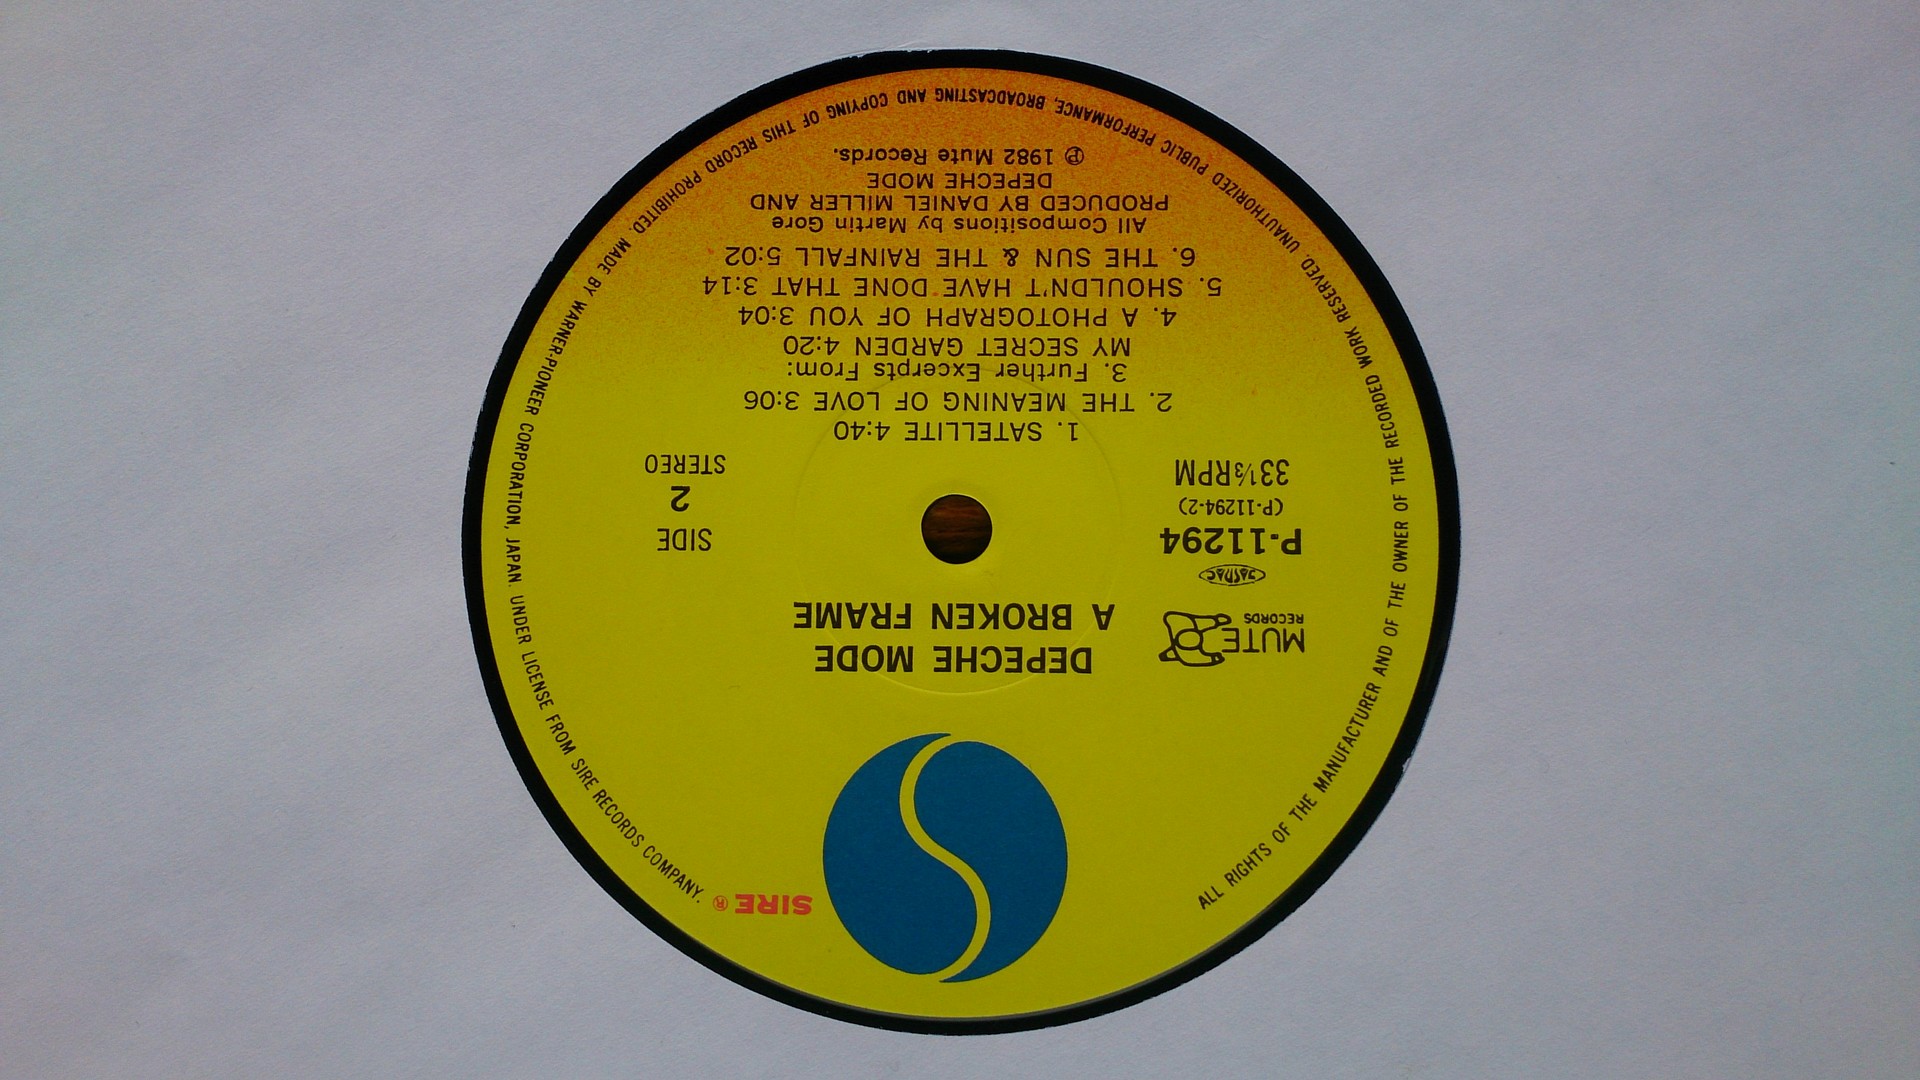 SIRE ®
MUTE
RECORDS
DEPECHE MODE
A BROKEN FRAME
JASRAC
P-11294
(P-11294-2)
33⅓RPM
SIDE
2
STEREO
1. SATELLITE 4:40
2. THE MEANING OF LOVE 3:06
3. Further Excerpts From:
MY SECRET GARDEN 4:20
4. A PHOTOGRAPH OF YOU 3:04
5. SHOULDN'T HAVE DONE THAT 3:14
6. THE SUN & THE RAINFALL 5:02
All Compositions by Martin Gore
PRODUCED BY DANIEL MILLER AND
DEPECHE MODE
℗ 1982 Mute Records.
ALL RIGHTS OF THE MANUFACTURER AND OF THE OWNER OF THE RECORDED WORK RESERVED. UNAUTHORIZED PUBLIC PERFORMANCE, BROADCASTING AND COPYING OF THIS RECORD PROHIBITED. MADE BY WARNER-PIONEER CORPORATION, JAPAN. UNDER LICENSE FROM SIRE RECORDS COMPANY.